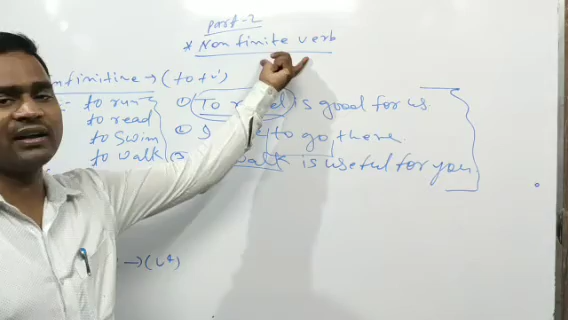 Part-2
* Non finite verb
nfinitive → (to + v¹)
to run ① To r d is good for us
to read
to swim ② I to go there
to walk walk is useful for you
→ (v⁴)